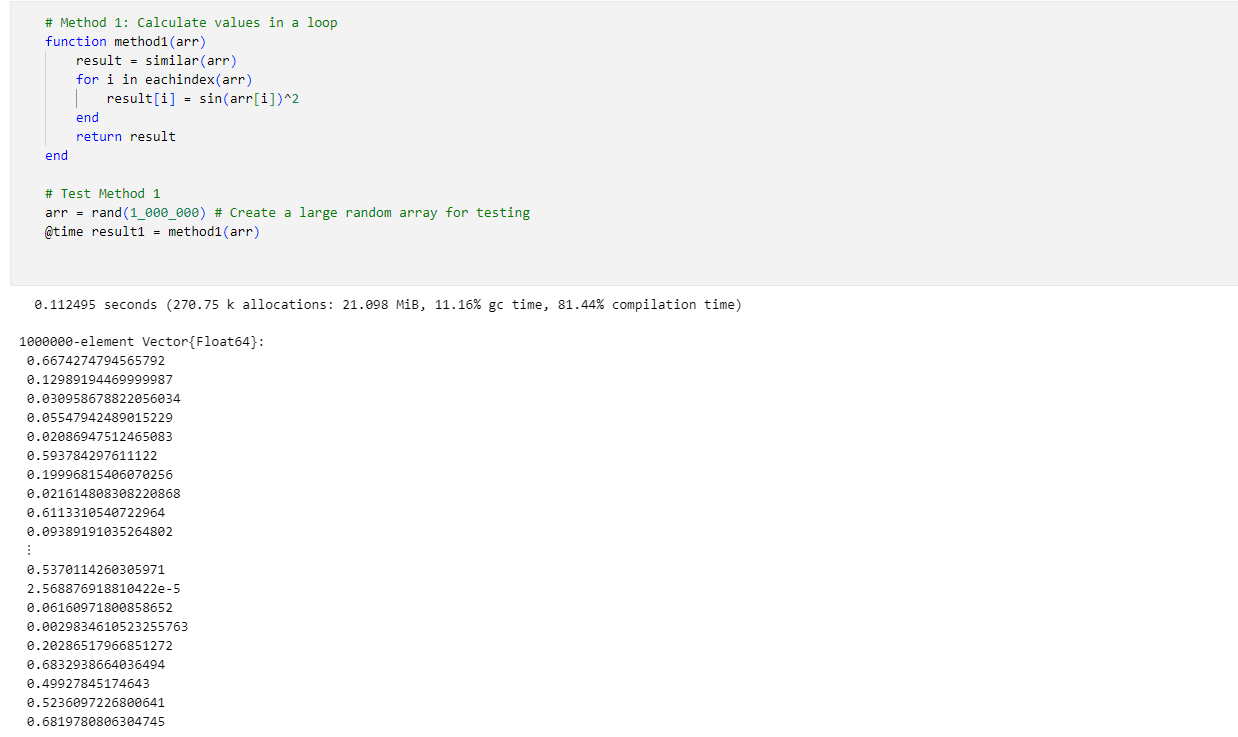 # Method 1: Calculate values in a loop
function method1(arr)
    result = similar(arr)
    for i in eachindex(arr)
        result[i] = sin(arr[i])^2
    end
    return result
end
# Test Method 1
arr = rand(1_000_000) # Create a large random array for testing
@time result1 = method1(arr)
0.112495 seconds (270.75 k allocations: 21.098 MiB, 11.16% gc time, 81.44% compilation time)
1000000-element Vector{Float64}:
0.6674274794565792
0.12989194469999987
0.030958678822056034
0.05547942489015229
0.02086947512465083
0.593784297611122
0.19996815406070256
0.021614808308220868
0.6113310540722964
0.09389191035264802
⋮
0.5370114260305971
2.568876918810422e-5
0.06160971800858652
0.0029834610523255763
0.20286517966851272
0.6832938664036494
0.49927845174643
0.5236097226800641
0.6819780806304745